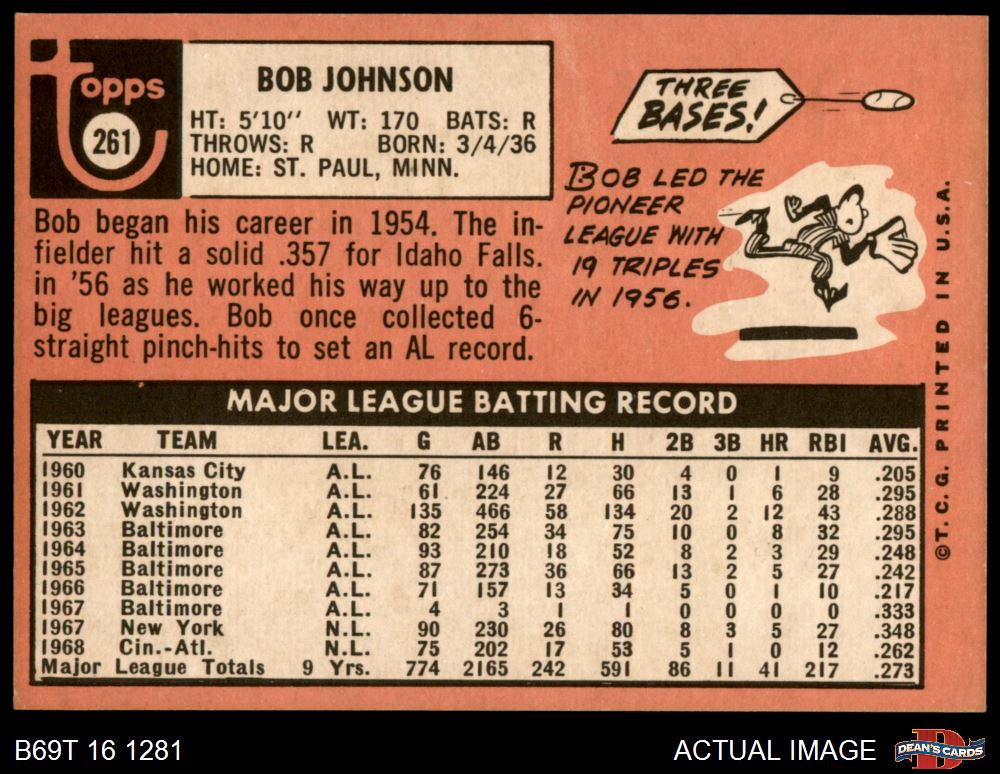 topps
261
BOB JOHNSON
HT: 5'10" WT: 170 BATS: R
THROWS: R BORN: 3/4/36
HOME: ST. PAUL, MINN.
Bob began his career in 1954. The in-
fielder hit a solid .357 for Idaho Falls.
in '56 as he worked his way up to the
big leagues. Bob once collected 6-
straight pinch-hits to set an AL record.
THREE
BASES!
BOB LED THE
PIONEER
LEAGUE WITH
19 TRIPLES
IN 1956.
MAJOR LEAGUE BATTING RECORD
YEAR TEAM LEA. G AB R H 2B 3B HR RBI AVG.
1960 Kansas City A.L. 76 146 12 30 4 0 1 9 .205
1961 Washington A.L. 61 224 27 66 13 1 6 28 .295
1962 Washington A.L. 135 466 58 134 20 2 12 43 .288
1963 Baltimore A.L. 82 254 34 75 10 0 8 32 .295
1964 Baltimore A.L. 93 210 18 52 8 2 3 29 .248
1965 Baltimore A.L. 87 273 36 66 13 2 5 27 .242
1966 Baltimore A.L. 71 157 13 34 5 0 1 10 .217
1967 Baltimore A.L. 4 3 1 1 0 0 0 0 .333
1967 New York N.L. 90 230 26 80 8 3 5 27 .348
1968 Cin.-Atl. N.L. 75 202 17 53 5 1 0 12 .262
Major League Totals 9 Yrs. 774 2165 242 591 86 11 41 217 .273
©T. C. G. PRINTED IN U.S.A.
B69T 16 1281
ACTUAL IMAGE
D
DEAN'S CARDS